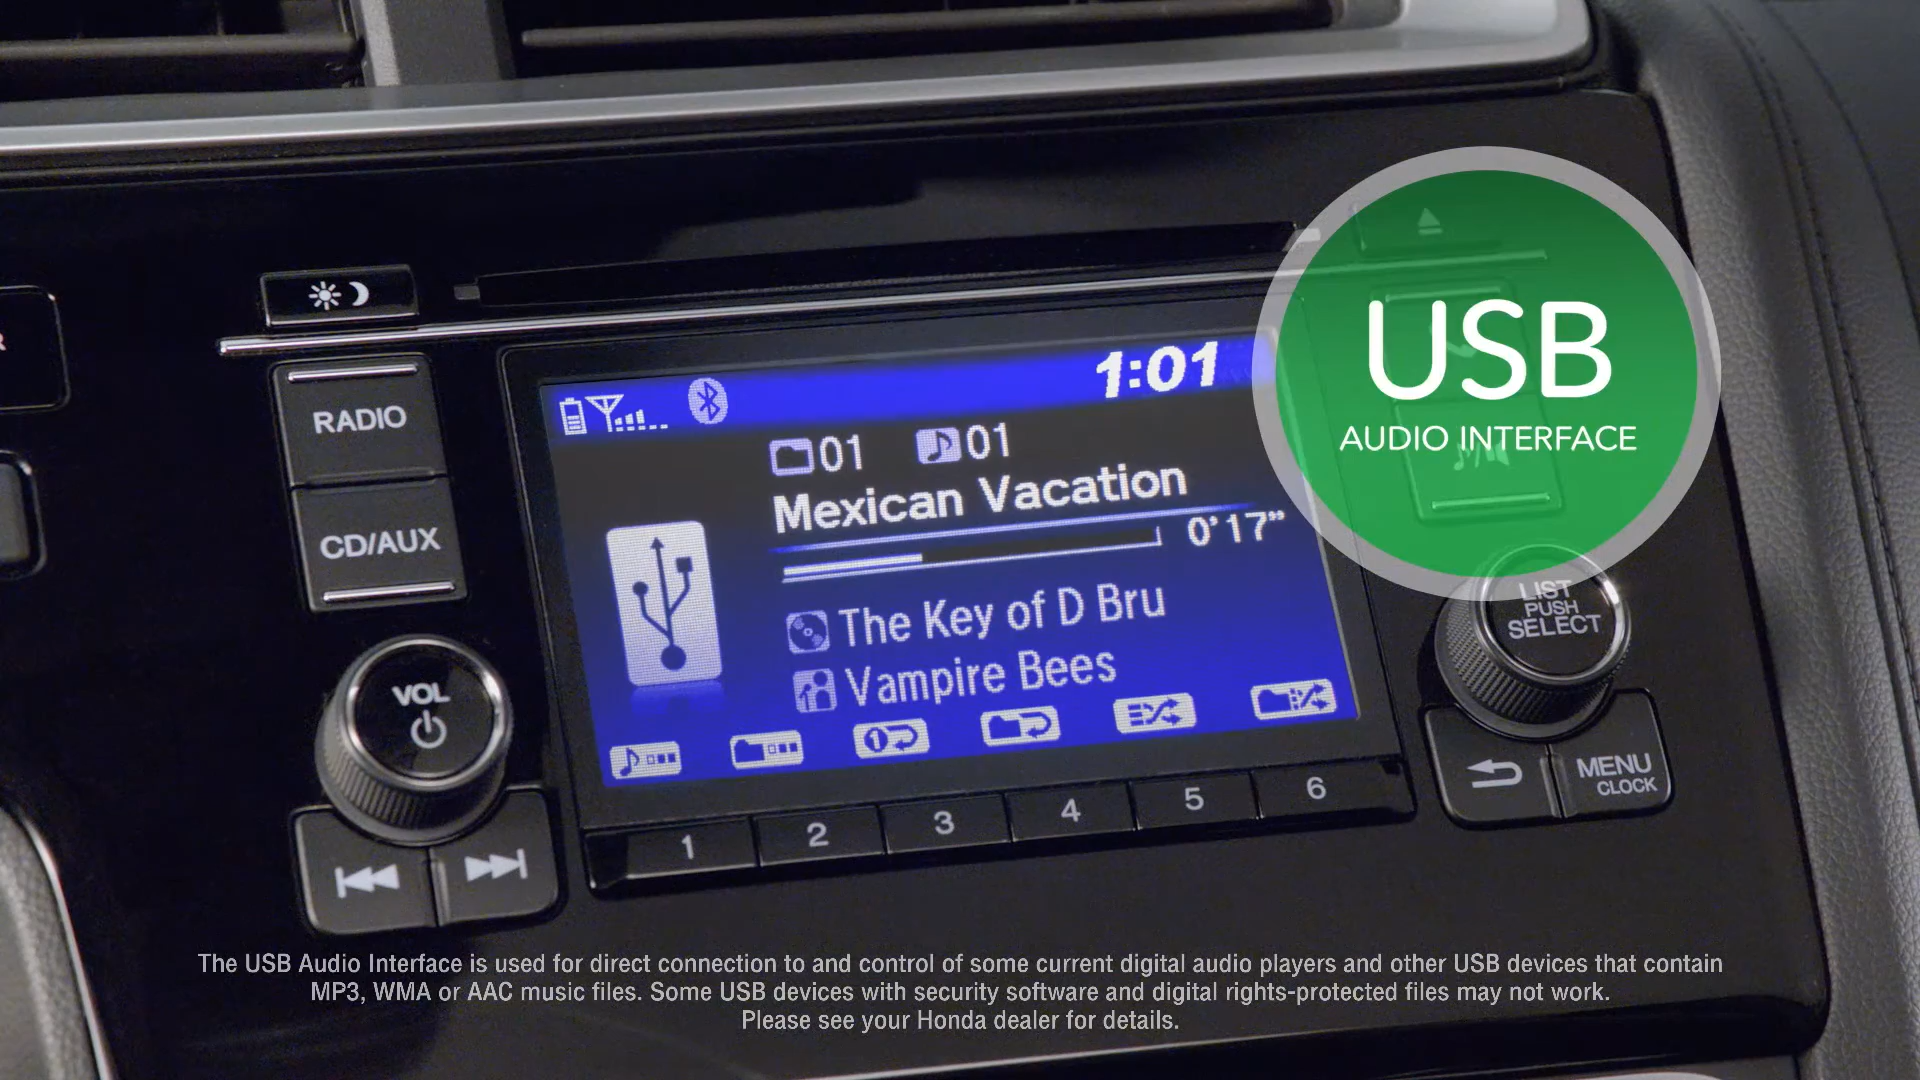 R
RADIO
CD/AUX
VOL
1:01
01 01
Mexican Vacation
0'17"
The Key of D Bru
Vampire Bees
1 2 3 4 5 6
USB
AUDIO INTERFACE
LIST
PUSH
SELECT
MENU
CLOCK
The USB Audio Interface is used for direct connection to and control of some current digital audio players and other USB devices that contain
MP3, WMA or AAC music files. Some USB devices with security software and digital rights-protected files may not work.
Please see your Honda dealer for details.